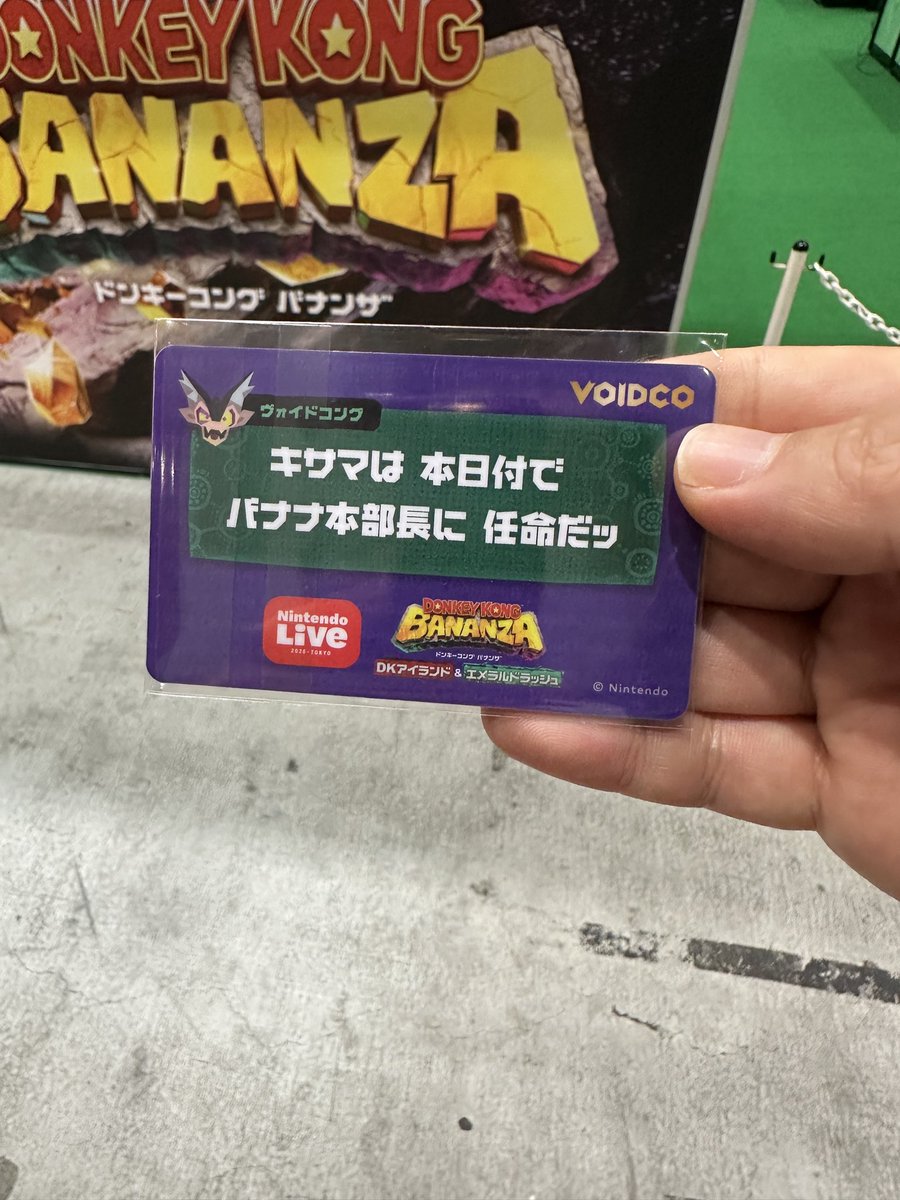 DONKEY KONG
BANANZA
ドンキーコング バナンザ
VOIDCO
ヴォイドコング
キサマは 本日付で
バナナ本部長に 任命だッ
Nintendo
Live
2026・TOKYO
DONKEY KONG
BANANZA
ドンキーコング バナンザ
DKアイランド & エメラルドラッシュ
© Nintendo